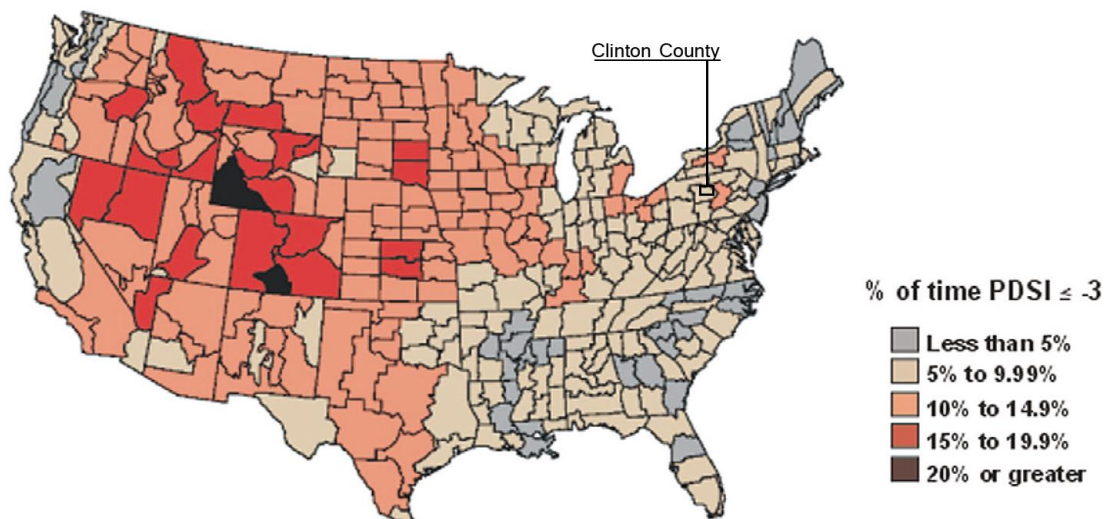 Clinton County
% of time PDSI ≤ -3
Less than 5%
5% to 9.99%
10% to 14.9%
15% to 19.9%
20% or greater